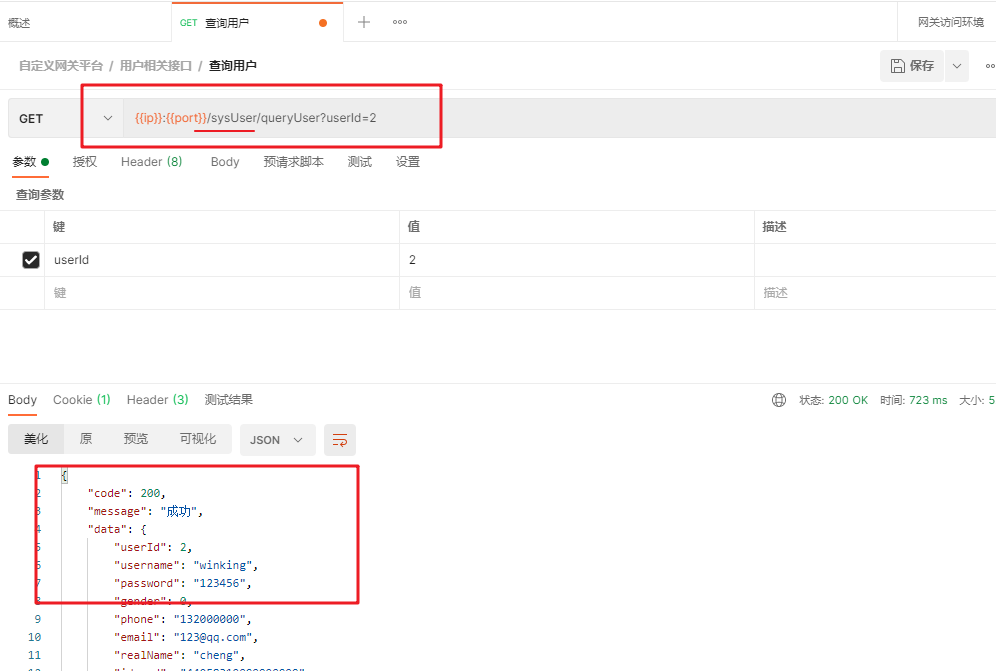 概述
GET 查询用户
网关访问环境
自定义网关平台 / 用户相关接口 / 查询用户
保存
GET {{ip}}:{{port}}/sysUser/queryUser?userId=2
参数 授权 Header (8) Body 预请求脚本 测试 设置
查询参数
键 值 描述
userId 2
键 值 描述
Body Cookie (1) Header (3) 测试结果 状态: 200 OK 时间: 723 ms 大小: 5
美化 原 预览 可视化 JSON
1 {
2 "code": 200,
3 "message": "成功",
4 "data": {
5 "userId": 2,
6 "username": "winking",
7 "password": "123456",
8 "gender": 0,
9 "phone": "132000000",
10 "email": "123@qq.com",
11 "realName": "cheng",